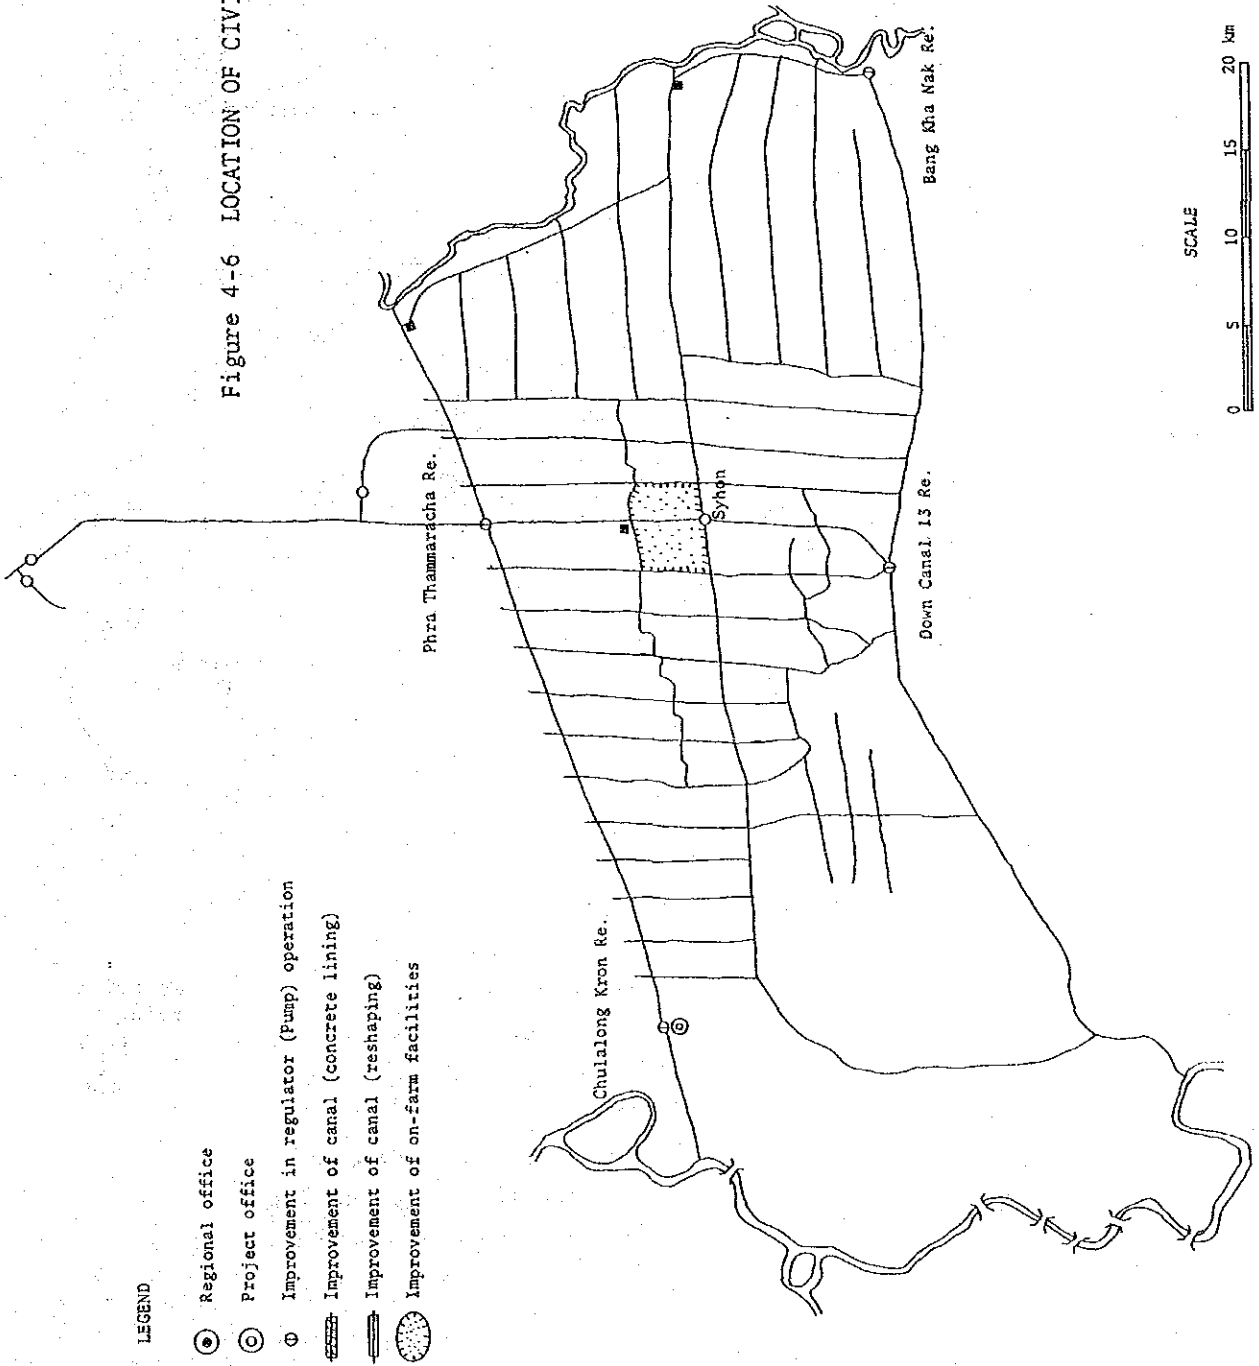 Figure 4-6 LOCATION OF CIVI
LEGEND
Regional office
Project office
Improvement in regulator (Pump) operation
Improvement of canal (concrete lining)
Improvement of canal (reshaping)
Improvement of on-farm facilities
Chulalong Kron Re.
Phra Thammaracha Re.
Syhon
Down Canal 13 Re.
Bang Kha Nak Re.
SCALE
0 5 10 15 20 km